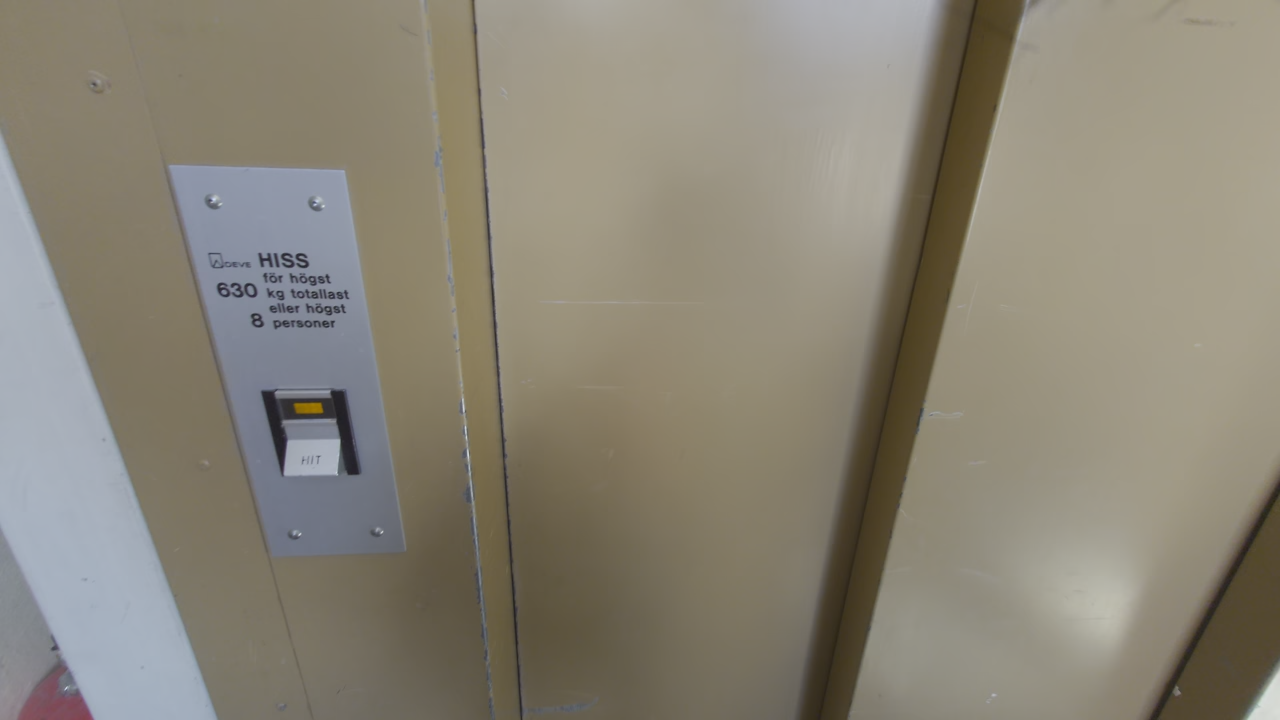 DEVE HISS
för högst
630 kg totallast
eller högst
8 personer
HIT